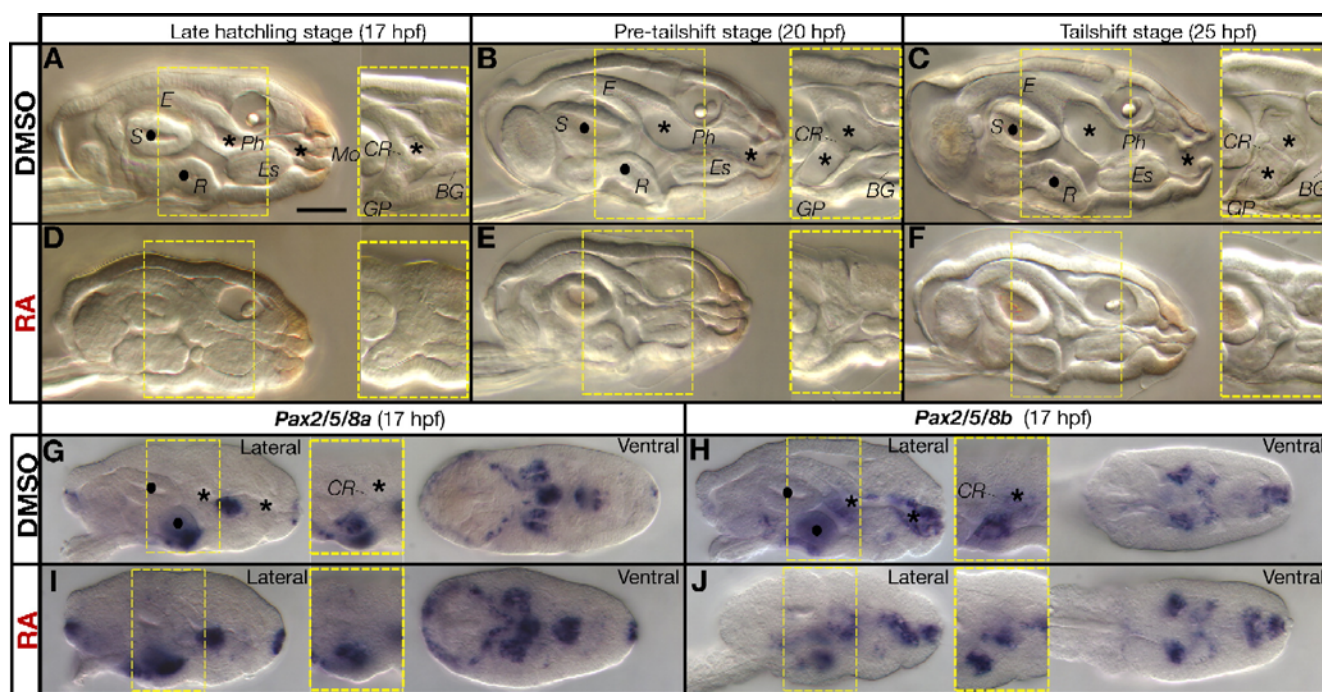 Late hatchling stage (17 hpf)
Pre-tailshift stage (20 hpf)
Tailshift stage (25 hpf)
DMSO
A
E
S
*
Ph
*
Mo
R
Es
CR
*
BG
GP
B
E
S
*
Ph
*
R
Es
CR
*
*
BG
GP
C
E
S
*
Ph
*
R
Es
CR
*
*
BG
GP
RA
D
E
F
Pax2/5/8a (17 hpf)
Pax2/5/8b (17 hpf)
DMSO
G
Lateral
*
*
CR
*
Ventral
H
Lateral
*
*
CR
*
Ventral
RA
I
Lateral
Ventral
J
Lateral
Ventral